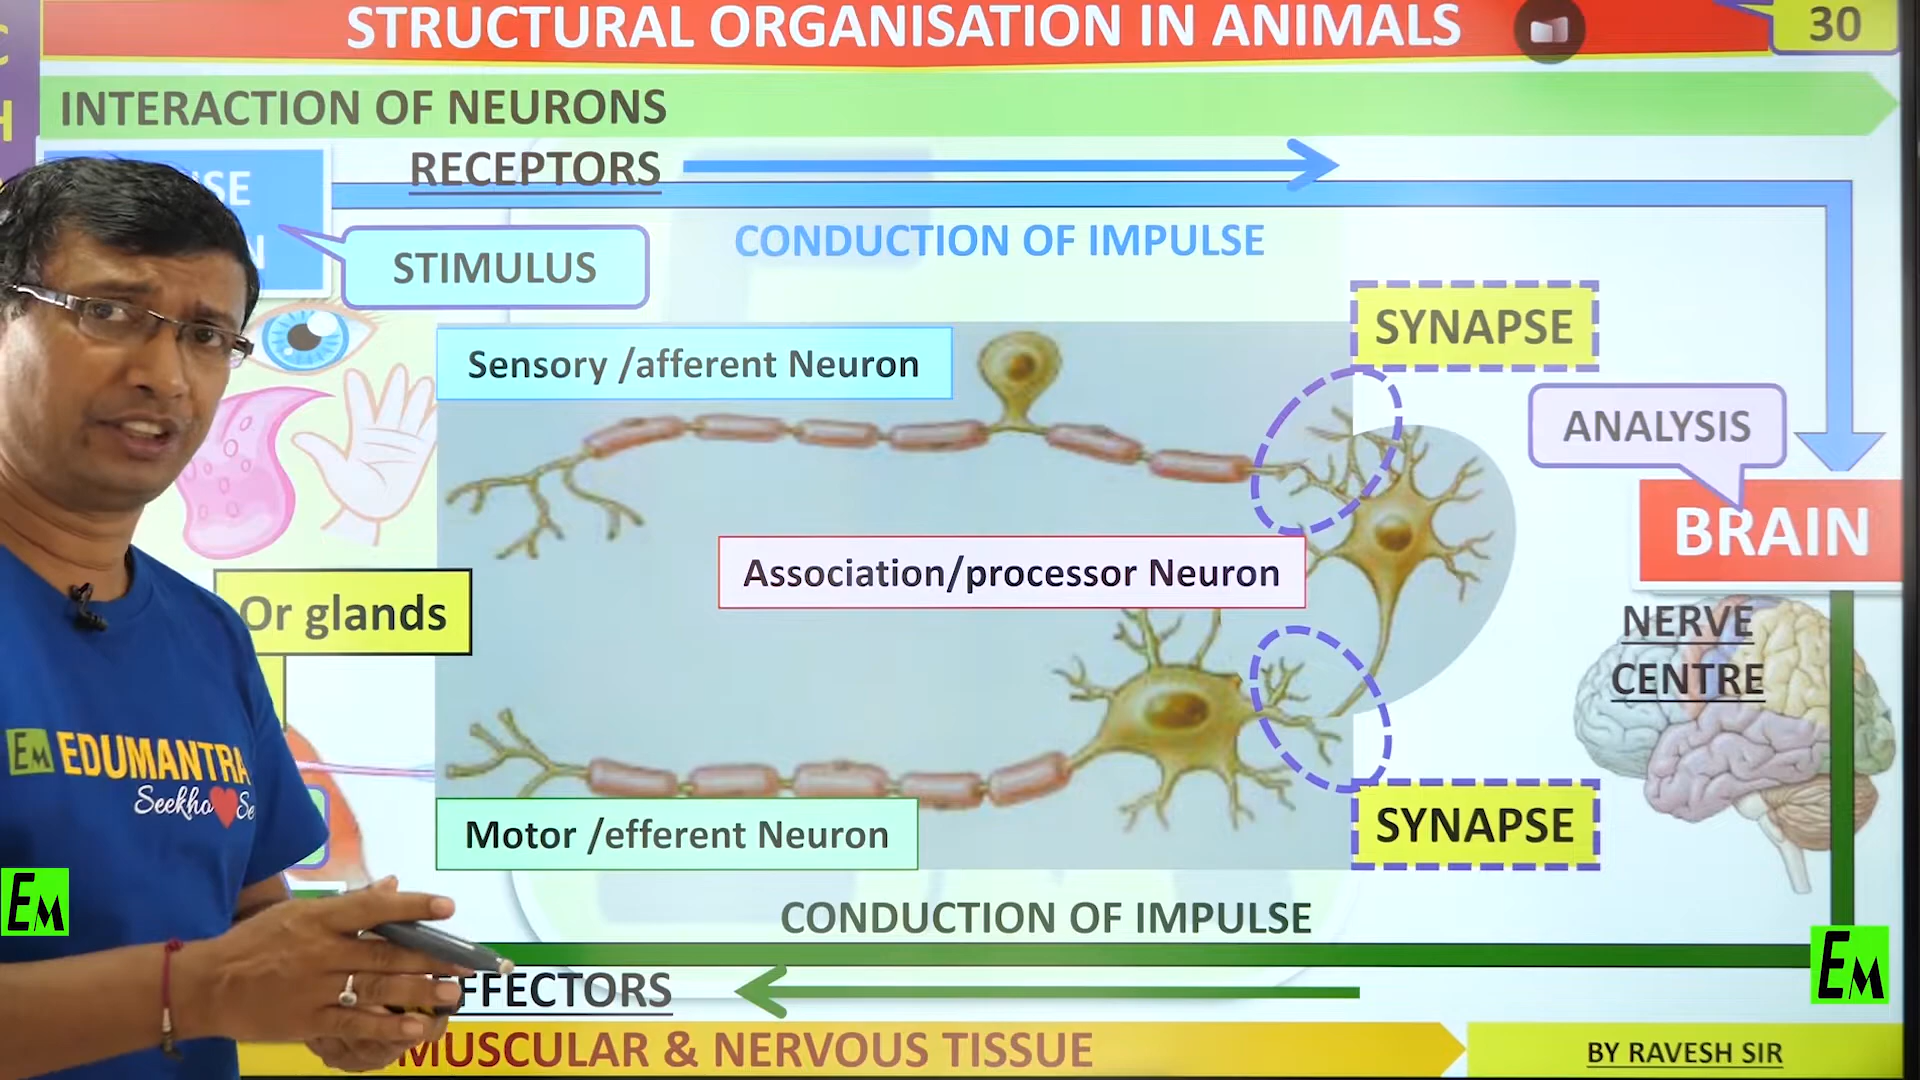 STRUCTURAL ORGANISATION IN ANIMALS
30
INTERACTION OF NEURONS
RECEPTORS
STIMULUS
CONDUCTION OF IMPULSE
SYNAPSE
Sensory /afferent Neuron
ANALYSIS
BRAIN
Association/processor Neuron
Or glands
NERVE
CENTRE
EM EDUMANTRA
Seekho
SYNAPSE
Motor /efferent Neuron
EM
CONDUCTION OF IMPULSE
EM
FFECTORS
MUSCULAR & NERVOUS TISSUE
BY RAVESH SIR